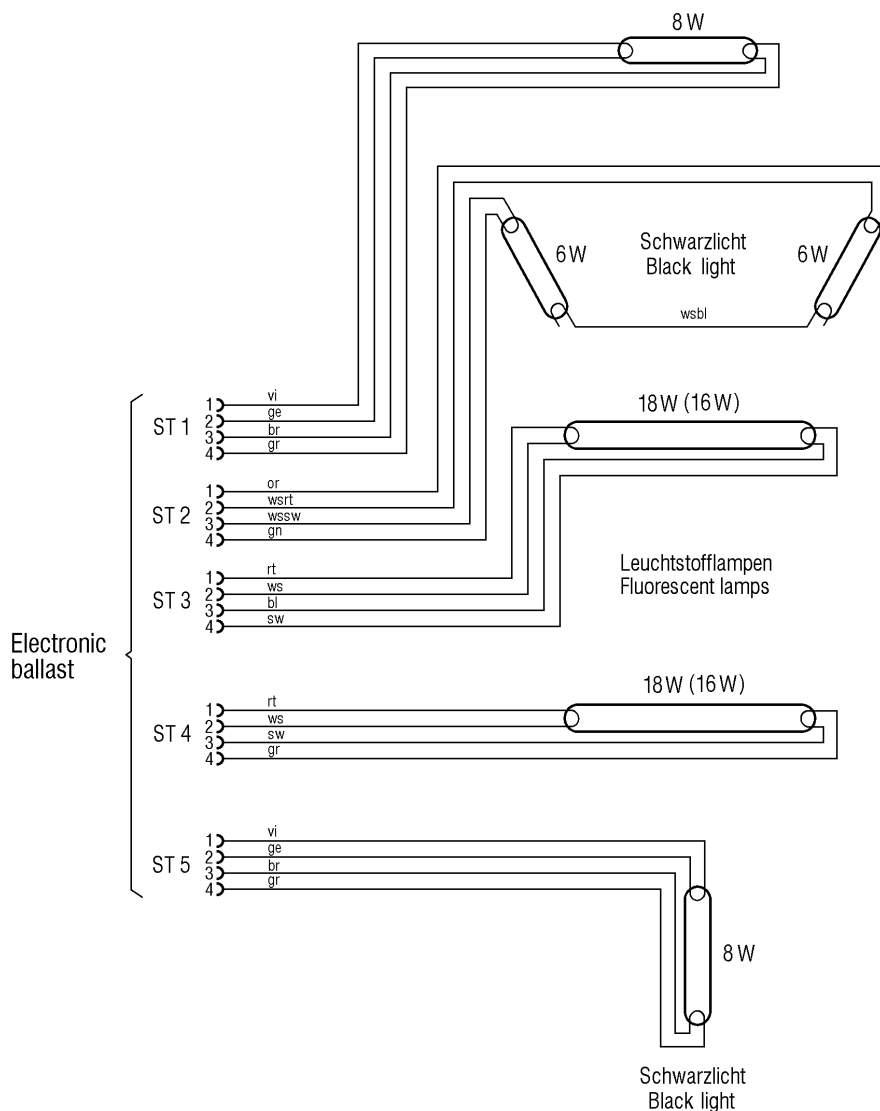 8 W
Schwarzlicht
Black light
6 W
6 W
wsbl
18 W (16 W)
ST 1
1 vi
2 ge
3 br
4 gr
ST 2
1 or
2 wsrt
3 wssw
4 gn
Leuchtstofflampen
Fluorescent lamps
ST 3
1 rt
2 ws
3 bl
4 sw
Electronic
ballast
18 W (16 W)
ST 4
1 rt
2 ws
3 sw
4 gr
ST 5
1 vi
2 ge
3 br
4 gr
8 W
Schwarzlicht
Black light